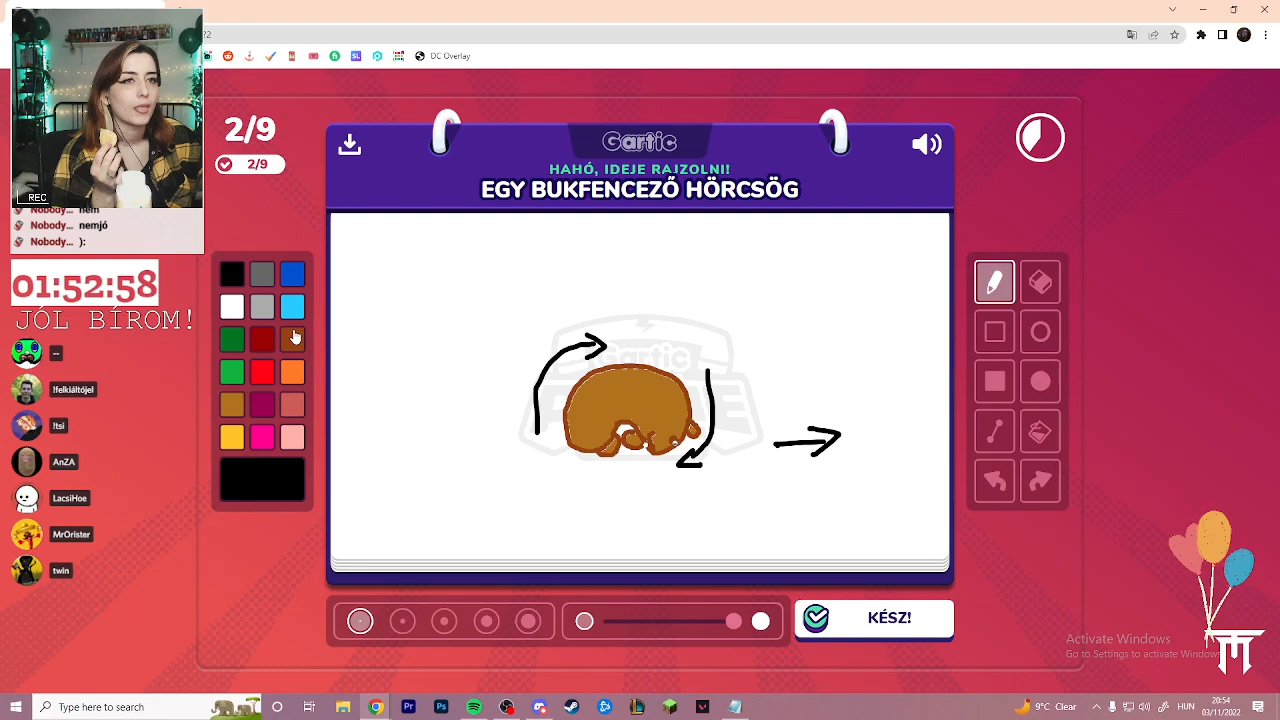 22
DC Overlay
REC
Nobody... nem
Nobody... nemjó
Nobody... ):
01:52:58
JÓL BÍROM!
--
!felkiáltójel
!tsi
AnZA
LacsiHoe
MrOrister
twin
2/9
2/9
Gartic
HAHÓ, IDEJE RAJZOLNI!
EGY BUKFENCEZŐ HÖRCSÖG
Gartic
KÉSZ!
Activate Windows
Go to Settings to activate Windows.
Type here to search
9°C Clear
HUN
20:54
03/11/2022